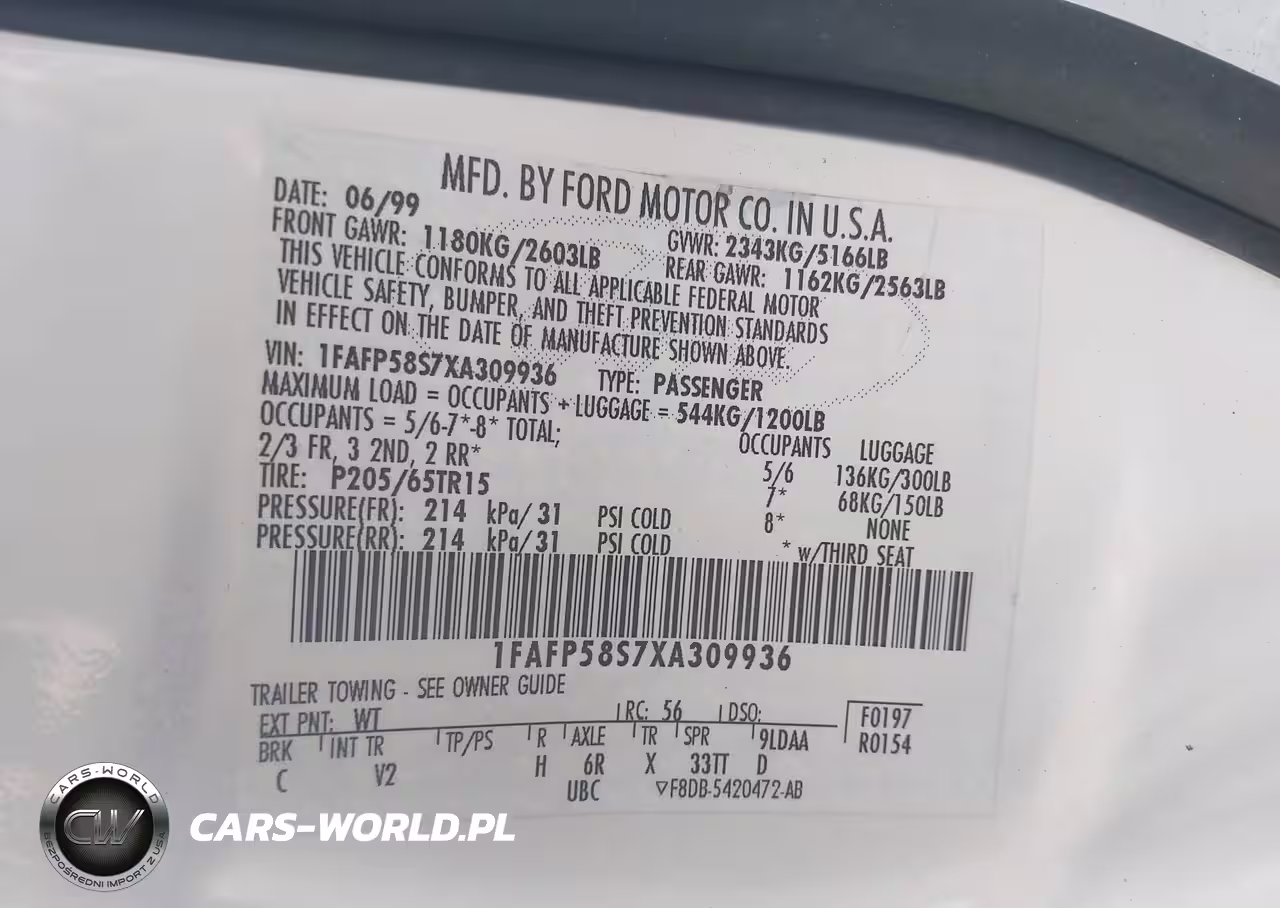 MFD. BY FORD MOTOR CO. IN U.S.A.
DATE: 06/99
GVWR: 2343KG/5166LB
FRONT GAWR: 1180KG/2603LB
REAR GAWR: 1162KG/2563LB
THIS VEHICLE CONFORMS TO ALL APPLICABLE FEDERAL MOTOR
VEHICLE SAFETY, BUMPER, AND THEFT PREVENTION STANDARDS
IN EFFECT ON THE DATE OF MANUFACTURE SHOWN ABOVE.
VIN: 1FAFP58S7XA309936 TYPE: PASSENGER
MAXIMUM LOAD = OCCUPANTS + LUGGAGE = 544KG/1200LB
OCCUPANTS = 5/6-7*-8* TOTAL; OCCUPANTS LUGGAGE
2/3 FR, 3 2ND, 2 RR* 5/6 136KG/300LB
TIRE: P205/65TR15 7* 68KG/150LB
PRESSURE(FR): 214 kPa/31 PSI COLD 8* NONE
PRESSURE(RR): 214 kPa/31 PSI COLD * w/THIRD SEAT
1FAFP58S7XA309936
TRAILER TOWING - SEE OWNER GUIDE
EXT PNT: WT RC: 56 DSO: F0197
BRK INT TR TP/PS R AXLE TR SPR 9LDAA R0154
C V2 H 6R X 33TT D
UBC ▽F8DB-5420472-AB
CARS-WORLD
CW
BEZPOŚREDNI IMPORT Z USA
CARS-WORLD.PL